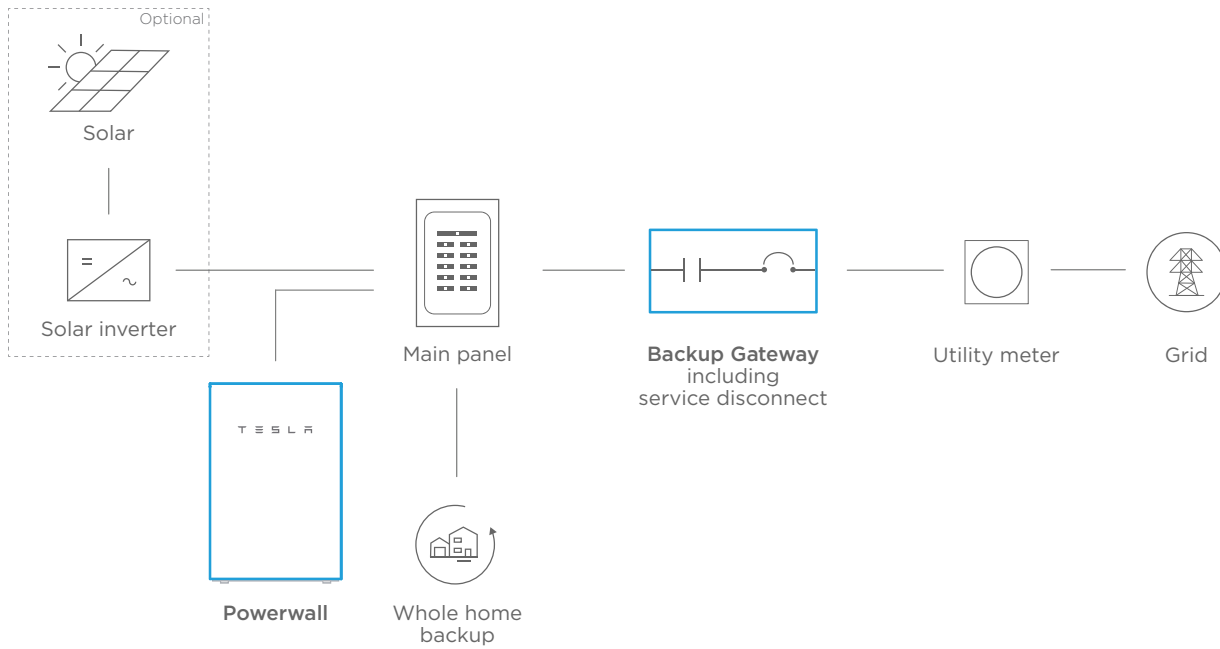 Optional
Solar
Solar inverter
Main panel
Backup Gateway
including
service disconnect
Utility meter
Grid
TESLA
Powerwall
Whole home
backup